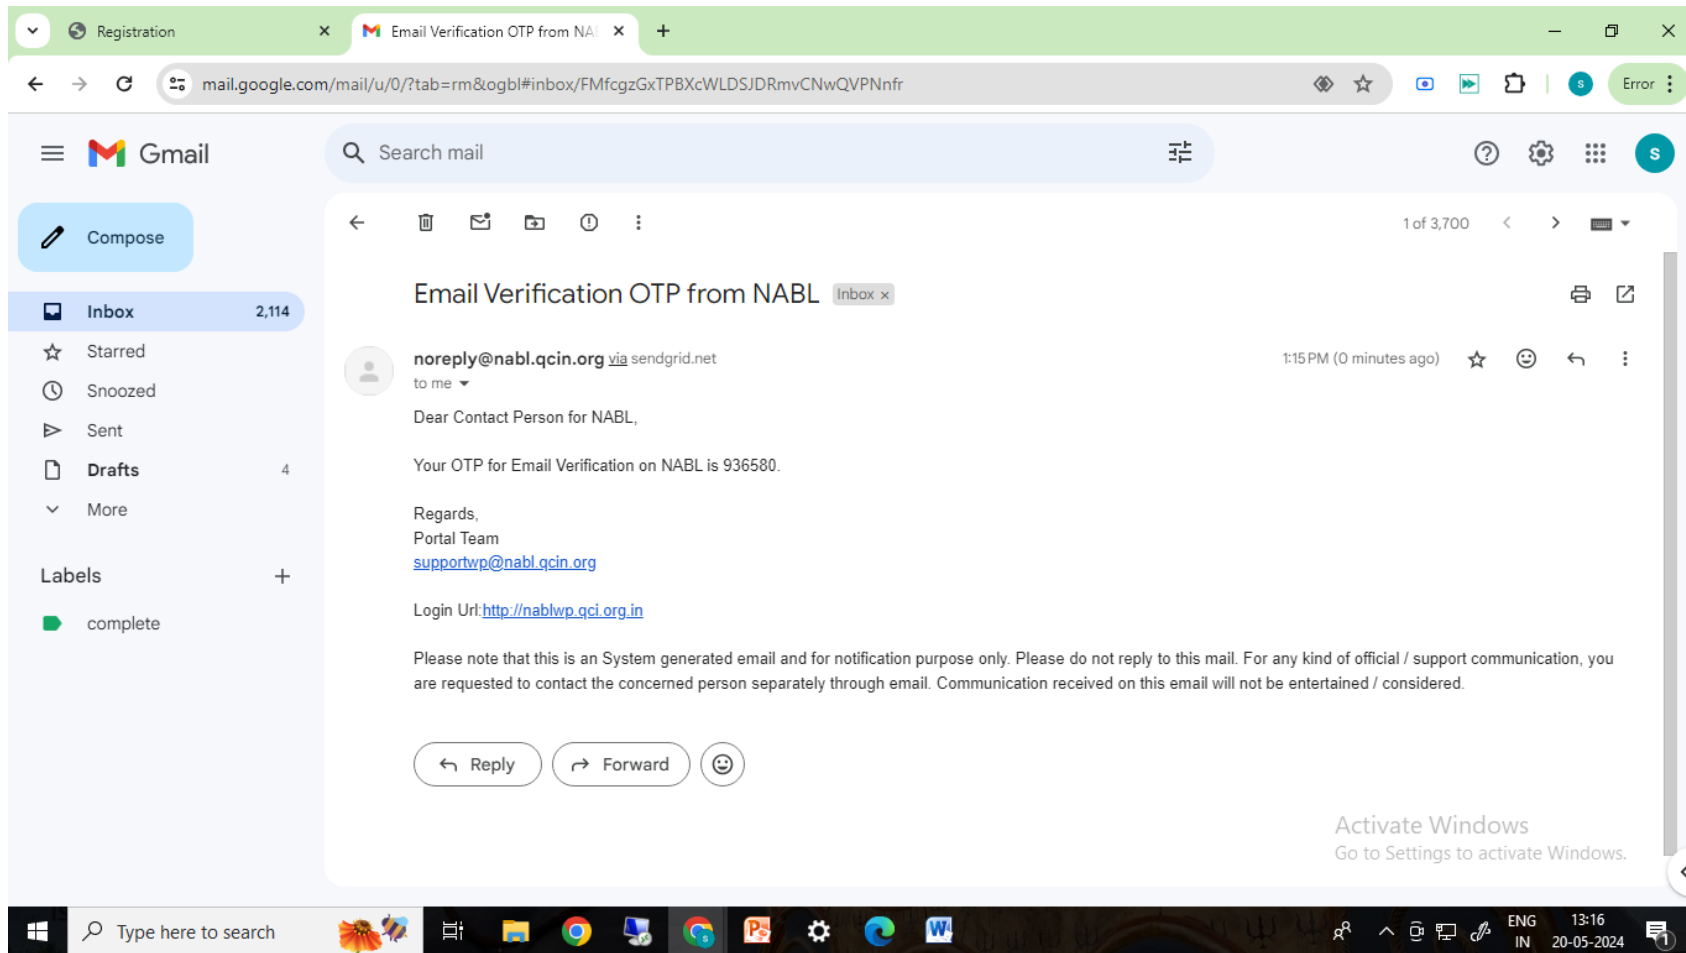 Registration
Email Verification OTP from NA
mail.google.com/mail/u/0/?tab=rm&ogbl#inbox/FMfcgzGxTPBXcWLDSJDRmvCNwQVPNnfr
s
Error
Gmail
Search mail
s
Compose
1 of 3,700
Email Verification OTP from NABL
Inbox x
Inbox 2,114
Starred
Snoozed
Sent
Drafts 4
More
Labels
complete
noreply@nabl.qcin.org via sendgrid.net
1:15 PM (0 minutes ago)
to me
Dear Contact Person for NABL,
Your OTP for Email Verification on NABL is 936580.
Regards,
Portal Team
supportwp@nabl.qcin.org
Login Url:http://nablwp.qci.org.in
Please note that this is an System generated email and for notification purpose only. Please do not reply to this mail. For any kind of official / support communication, you
are requested to contact the concerned person separately through email. Communication received on this email will not be entertained / considered.
Reply
Forward
Activate Windows
Go to Settings to activate Windows.
Type here to search
ENG
IN
13:16
20-05-2024
1